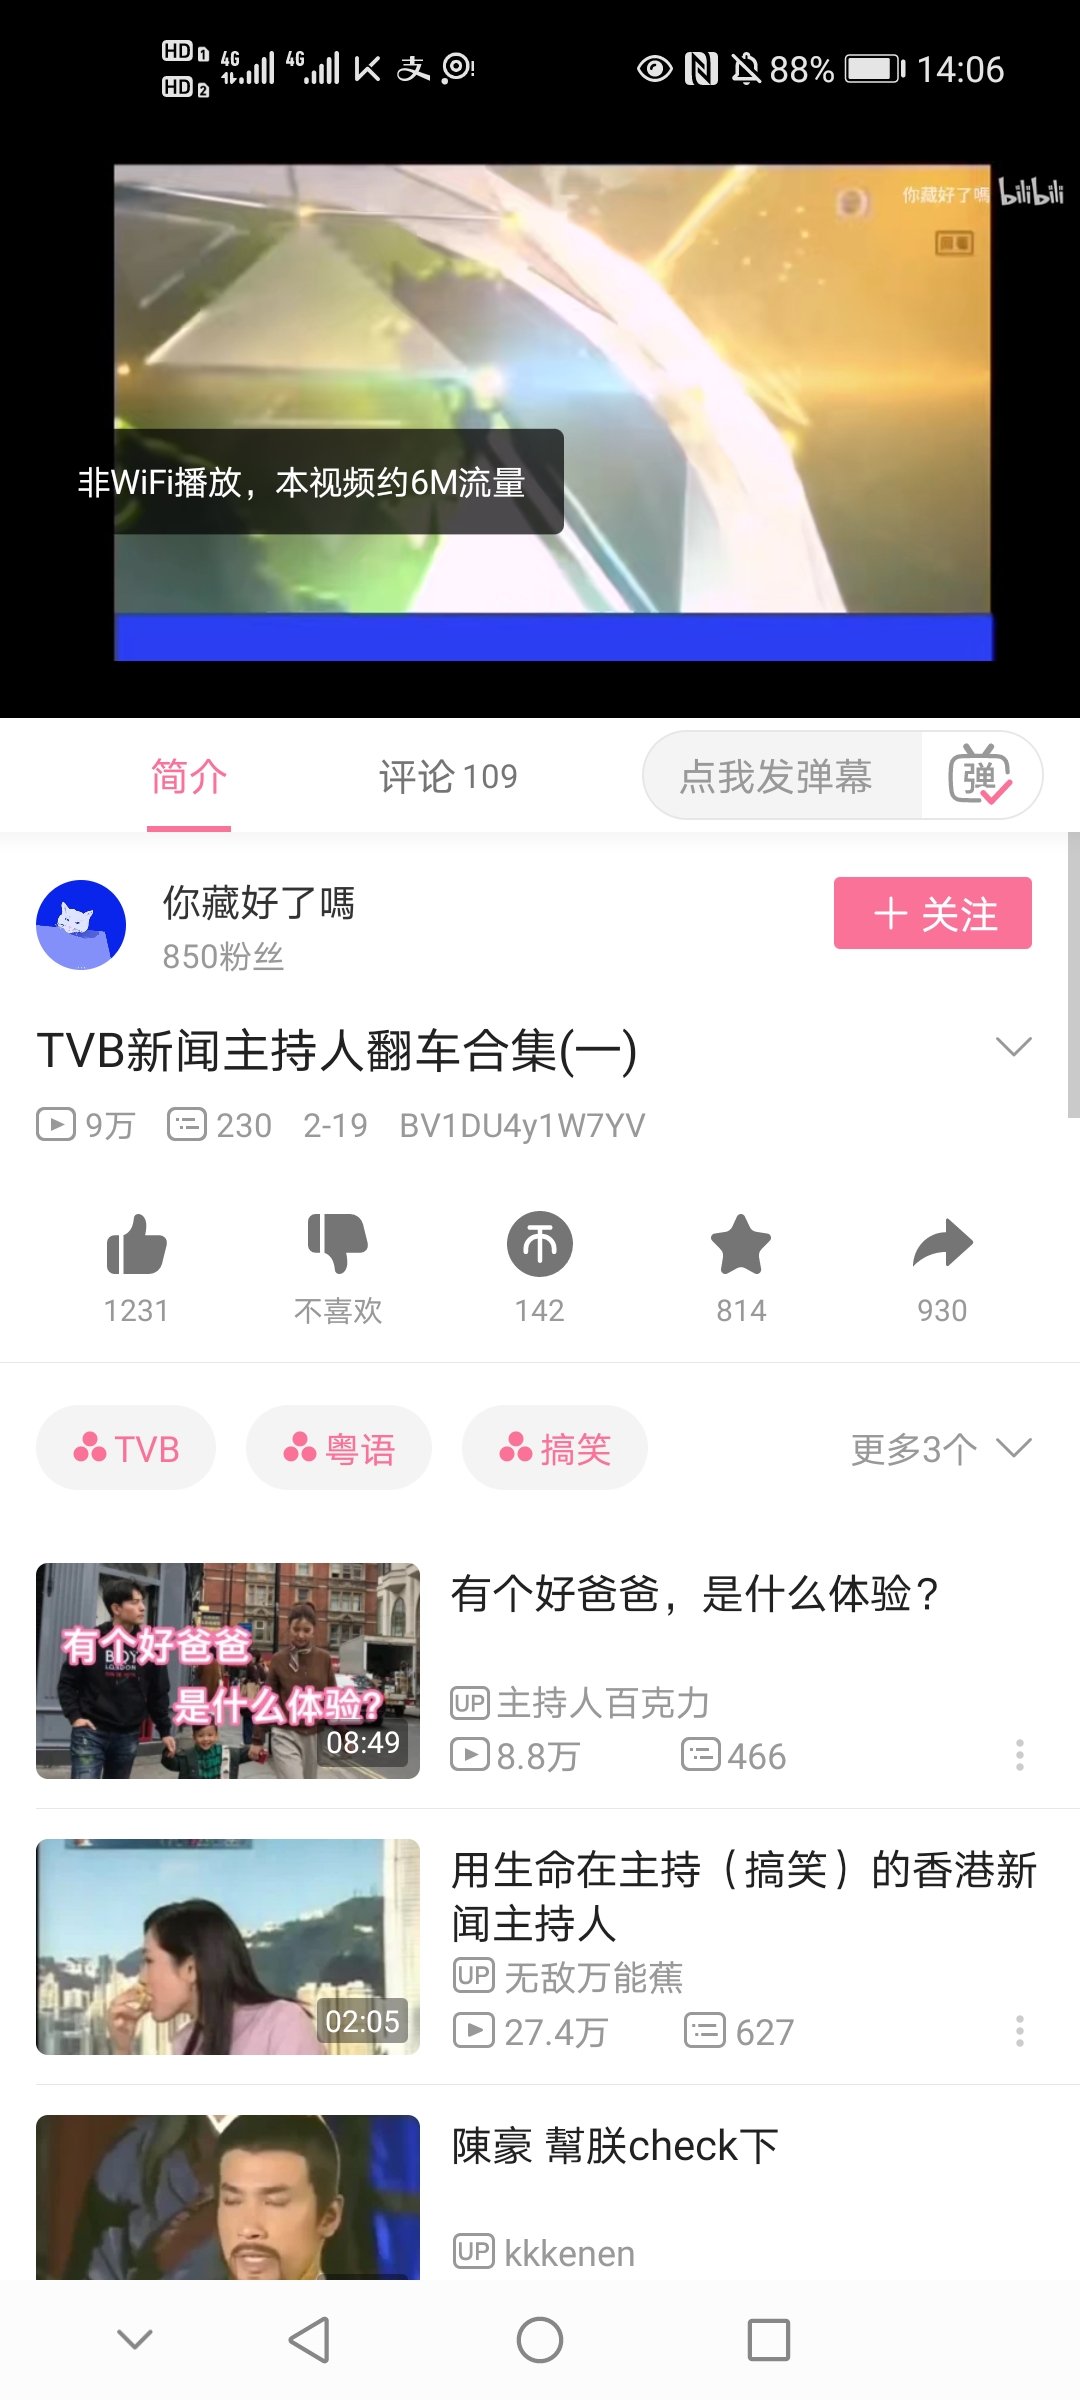 HD 1 4G 4G 88% 14:06
HD 2
你藏好了嗎 bilibili
回看
非WiFi播放，本视频约6M流量
简介 评论 109 点我发弹幕 弹
你藏好了嗎
850粉丝
＋ 关注
TVB新闻主持人翻车合集(一)
9万 230 2-19 BV1DU4y1W7YV
1231 不喜欢 142 814 930
TVB 粤语 搞笑 更多3个
有个好爸爸
BOY
LONDON
是什么体验?
08:49
有个好爸爸，是什么体验？
UP 主持人百克力
8.8万 466
02:05
用生命在主持（搞笑）的香港新
闻主持人
UP 无敌万能蕉
27.4万 627
陳豪 幫朕check下
UP kkkenen